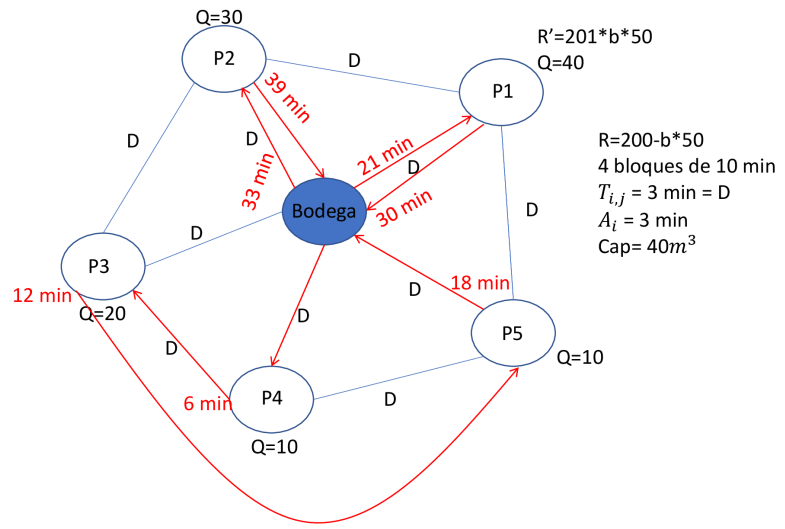 Q=30
P2
D
R’=201*b*50
Q=40
P1
39 min
D
D
33 min
21 min
D
30 min
R=200-b*50
4 bloques de 10 min
$T_{i,j}$ = 3 min = D
$A_i$ = 3 min
Cap= 40$m^3$
Bodega
D
D
P3
12 min
Q=20
D
18 min
D
P5
Q=10
D
6 min
P4
Q=10
D